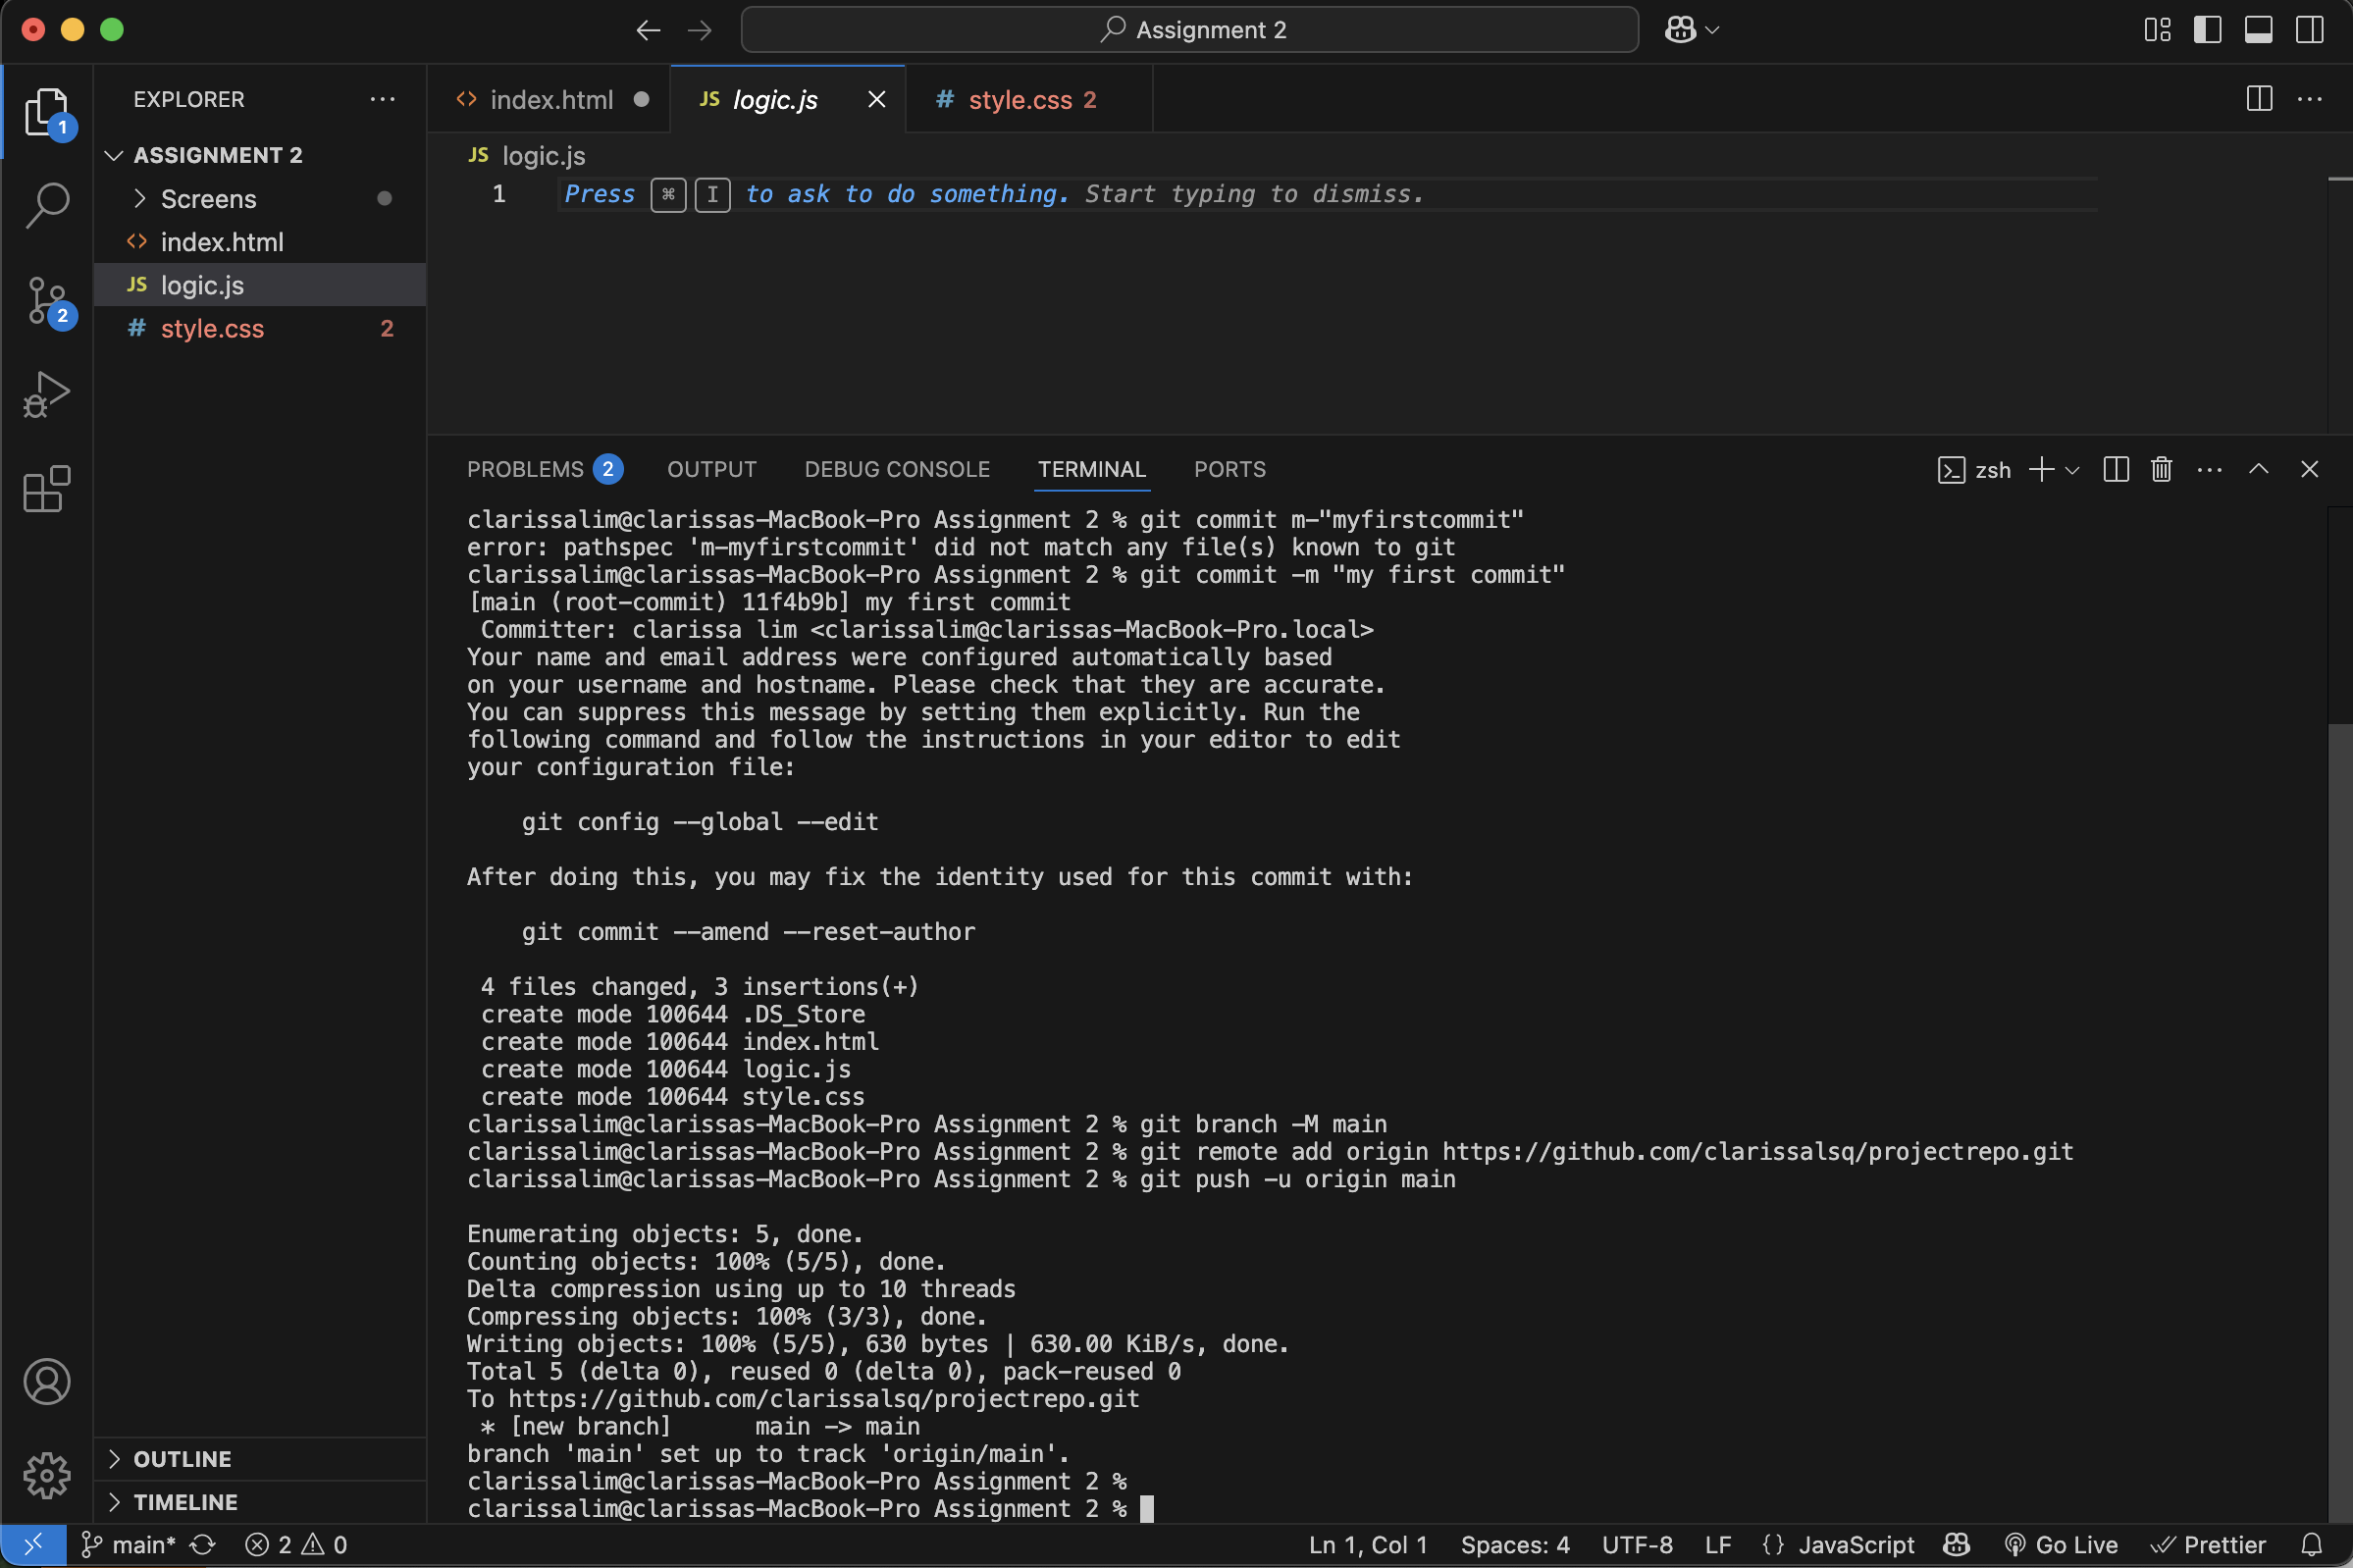 Assignment 2
EXPLORER
index.html
JS logic.js
# style.css 2
1
ASSIGNMENT 2
JS logic.js
Screens
1 Press ⌘ I to ask to do something. Start typing to dismiss.
index.html
JS logic.js
2
# style.css 2
PROBLEMS 2 OUTPUT DEBUG CONSOLE TERMINAL PORTS
zsh
clarissalim@clarissas-MacBook-Pro Assignment 2 % git commit m-"myfirstcommit"
error: pathspec 'm-myfirstcommit' did not match any file(s) known to git
clarissalim@clarissas-MacBook-Pro Assignment 2 % git commit -m "my first commit"
[main (root-commit) 11f4b9b] my first commit
Committer: clarissa lim <clarissalim@clarissas-MacBook-Pro.local>
Your name and email address were configured automatically based
on your username and hostname. Please check that they are accurate.
You can suppress this message by setting them explicitly. Run the
following command and follow the instructions in your editor to edit
your configuration file:
git config --global --edit
After doing this, you may fix the identity used for this commit with:
git commit --amend --reset-author
4 files changed, 3 insertions(+)
create mode 100644 .DS_Store
create mode 100644 index.html
create mode 100644 logic.js
create mode 100644 style.css
clarissalim@clarissas-MacBook-Pro Assignment 2 % git branch -M main
clarissalim@clarissas-MacBook-Pro Assignment 2 % git remote add origin https://github.com/clarissalsq/projectrepo.git
clarissalim@clarissas-MacBook-Pro Assignment 2 % git push -u origin main
Enumerating objects: 5, done.
Counting objects: 100% (5/5), done.
Delta compression using up to 10 threads
Compressing objects: 100% (3/3), done.
Writing objects: 100% (5/5), 630 bytes | 630.00 KiB/s, done.
Total 5 (delta 0), reused 0 (delta 0), pack-reused 0
To https://github.com/clarissalsq/projectrepo.git
* [new branch]      main -> main
branch 'main' set up to track 'origin/main'.
clarissalim@clarissas-MacBook-Pro Assignment 2 %
clarissalim@clarissas-MacBook-Pro Assignment 2 %
OUTLINE
TIMELINE
main* 2 0 Ln 1, Col 1 Spaces: 4 UTF-8 LF {} JavaScript Go Live Prettier